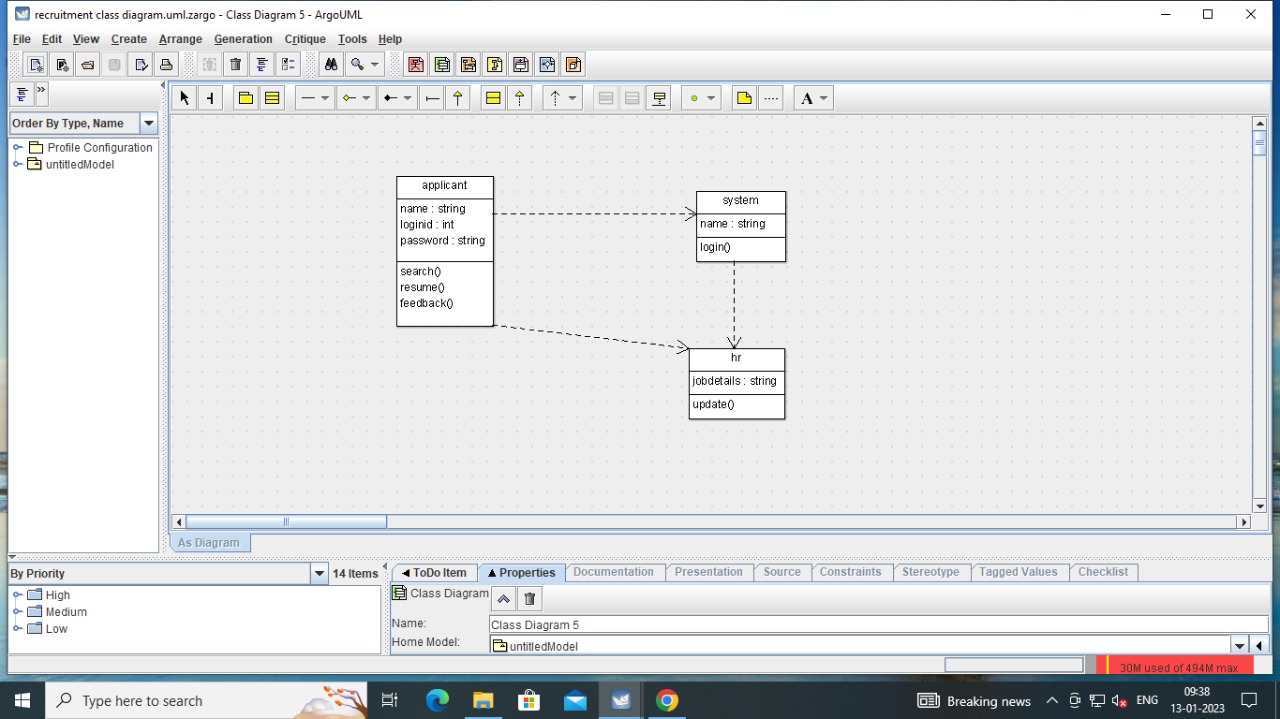 recruitment class diagram.uml.zargo - Class Diagram 5 - ArgoUML
File Edit View Create Arrange Generation Critique Tools Help
A
Order By Type, Name
Profile Configuration
untitledModel
applicant
name : string
loginid : int
password : string
search()
resume()
feedback()
system
name : string
login()
hr
jobdetails : string
update()
As Diagram
By Priority
14 Items
High
Medium
Low
ToDo Item Properties Documentation Presentation Source Constraints Stereotype Tagged Values Checklist
Class Diagram
Name: Class Diagram 5
Home Model: untitledModel
30M used of 494M max
Type here to search
Breaking news
ENG
09:38
13-01-2023